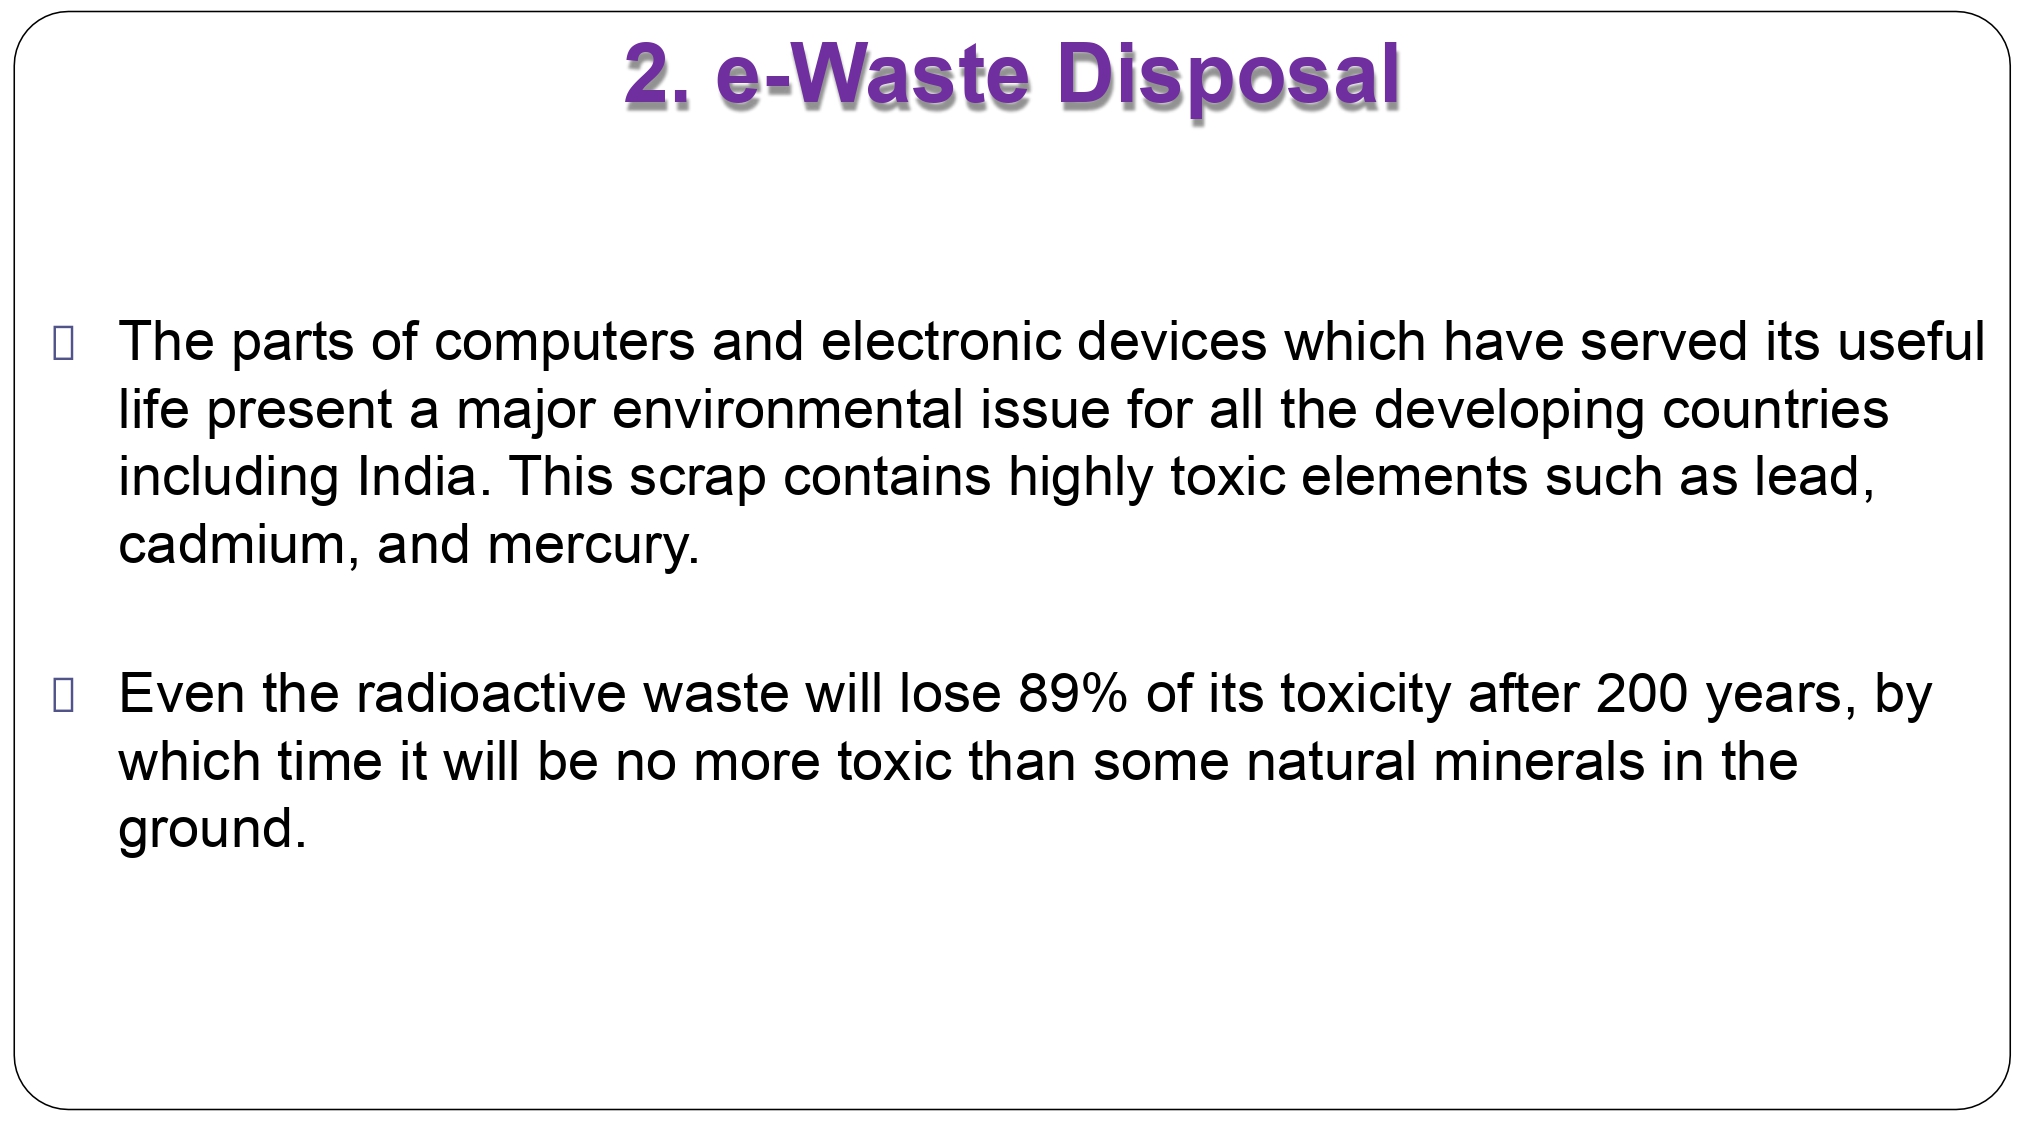 2. e-Waste Disposal
The parts of computers and electronic devices which have served its useful
life present a major environmental issue for all the developing countries
including India. This scrap contains highly toxic elements such as lead,
cadmium, and mercury.
Even the radioactive waste will lose 89% of its toxicity after 200 years, by
which time it will be no more toxic than some natural minerals in the
ground.